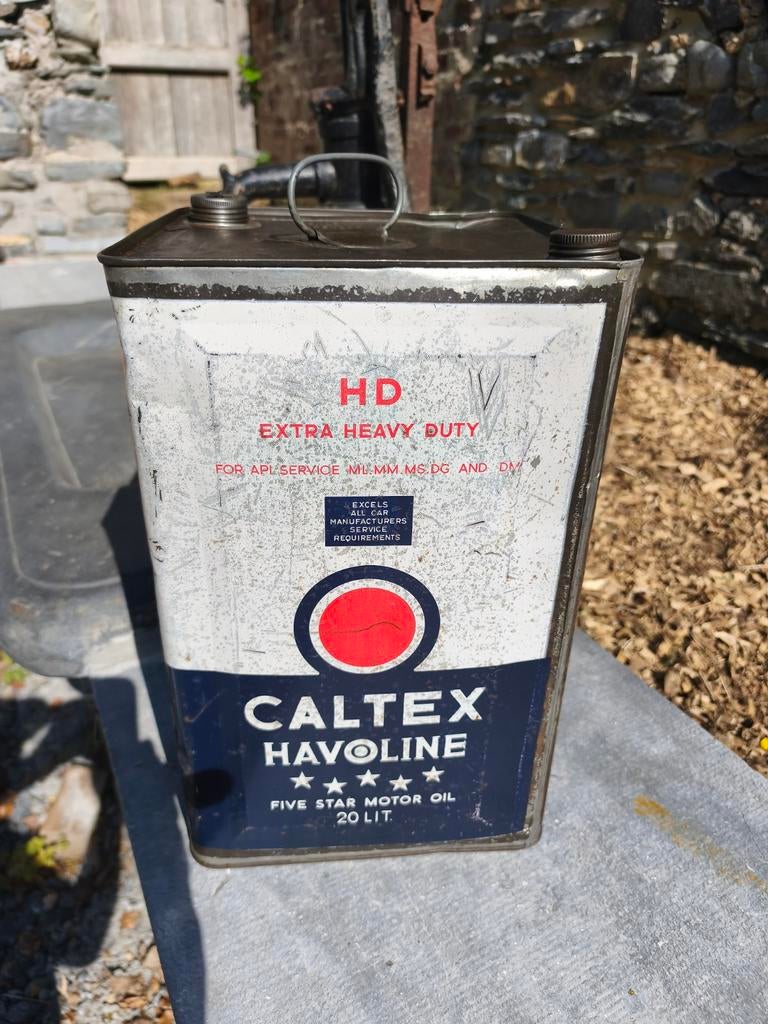 HD
EXTRA HEAVY DUTY
FOR API SERVICE ML.MM.MS.DG AND DM
EXCELS
ALL CAR
MANUFACTURERS
SERVICE
REQUIREMENTS
CALTEX
HAVOLINE
FIVE STAR MOTOR OIL
20 LIT.